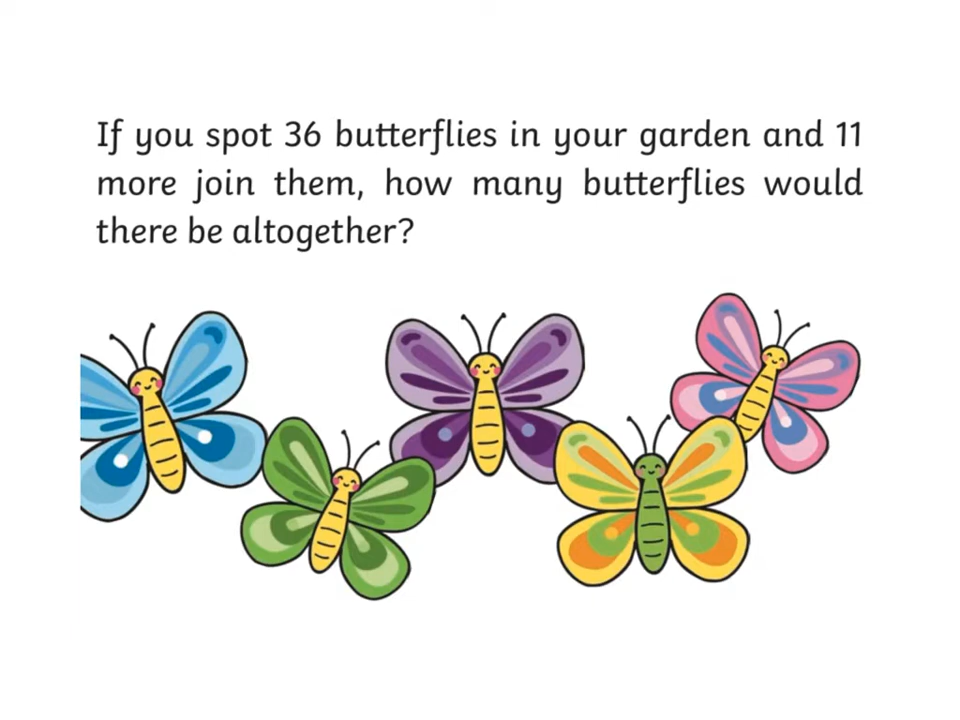 If you spot 36 butterflies in your garden and 11
more join them, how many butterflies would
there be altogether?